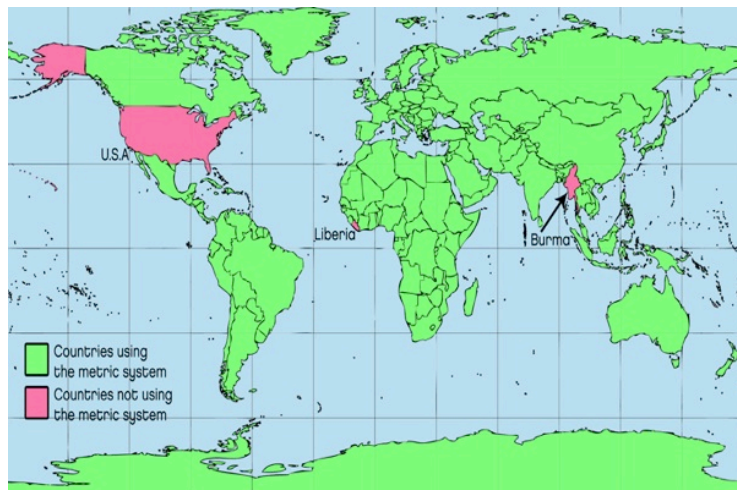 U.S.A
Liberia
Burma
Countries using
the metric system
Countries not using
the metric system